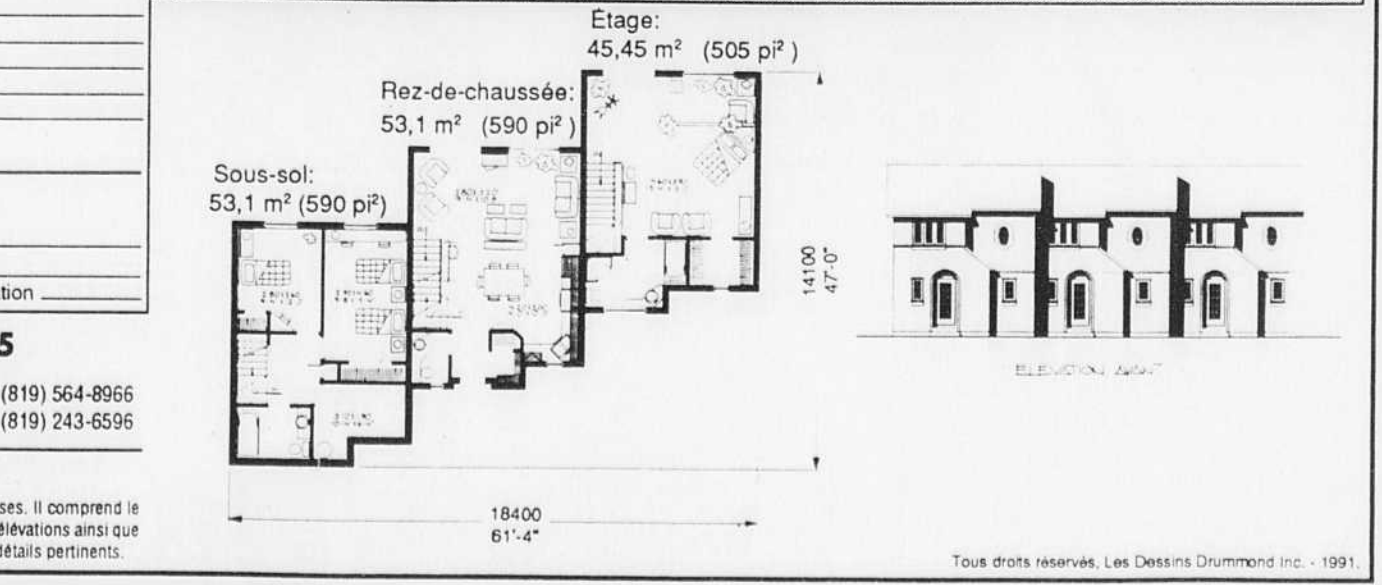 Étage:
45,45 m² (505 pi²)
Rez-de-chaussée:
53,1 m² (590 pi²)
Sous-sol:
53,1 m² (590 pi²)
14100
47'-0"
18400
61'-4"
ELEVATION AVANT
tion
5
(819) 564-8966
(819) 243-6596
ses. Il comprend le
élévations ainsi que
détails pertinents.
Tous droits réservés, Les Dessins Drummond Inc. - 1991.